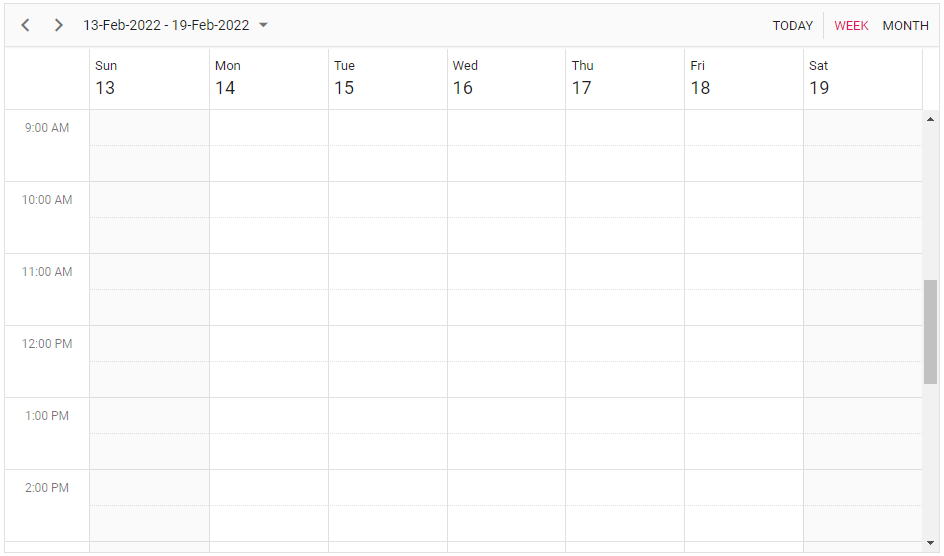 13-Feb-2022 - 19-Feb-2022 TODAY WEEK MONTH
Sun Mon Tue Wed Thu Fri Sat
13 14 15 16 17 18 19
9:00 AM
10:00 AM
11:00 AM
12:00 PM
1:00 PM
2:00 PM